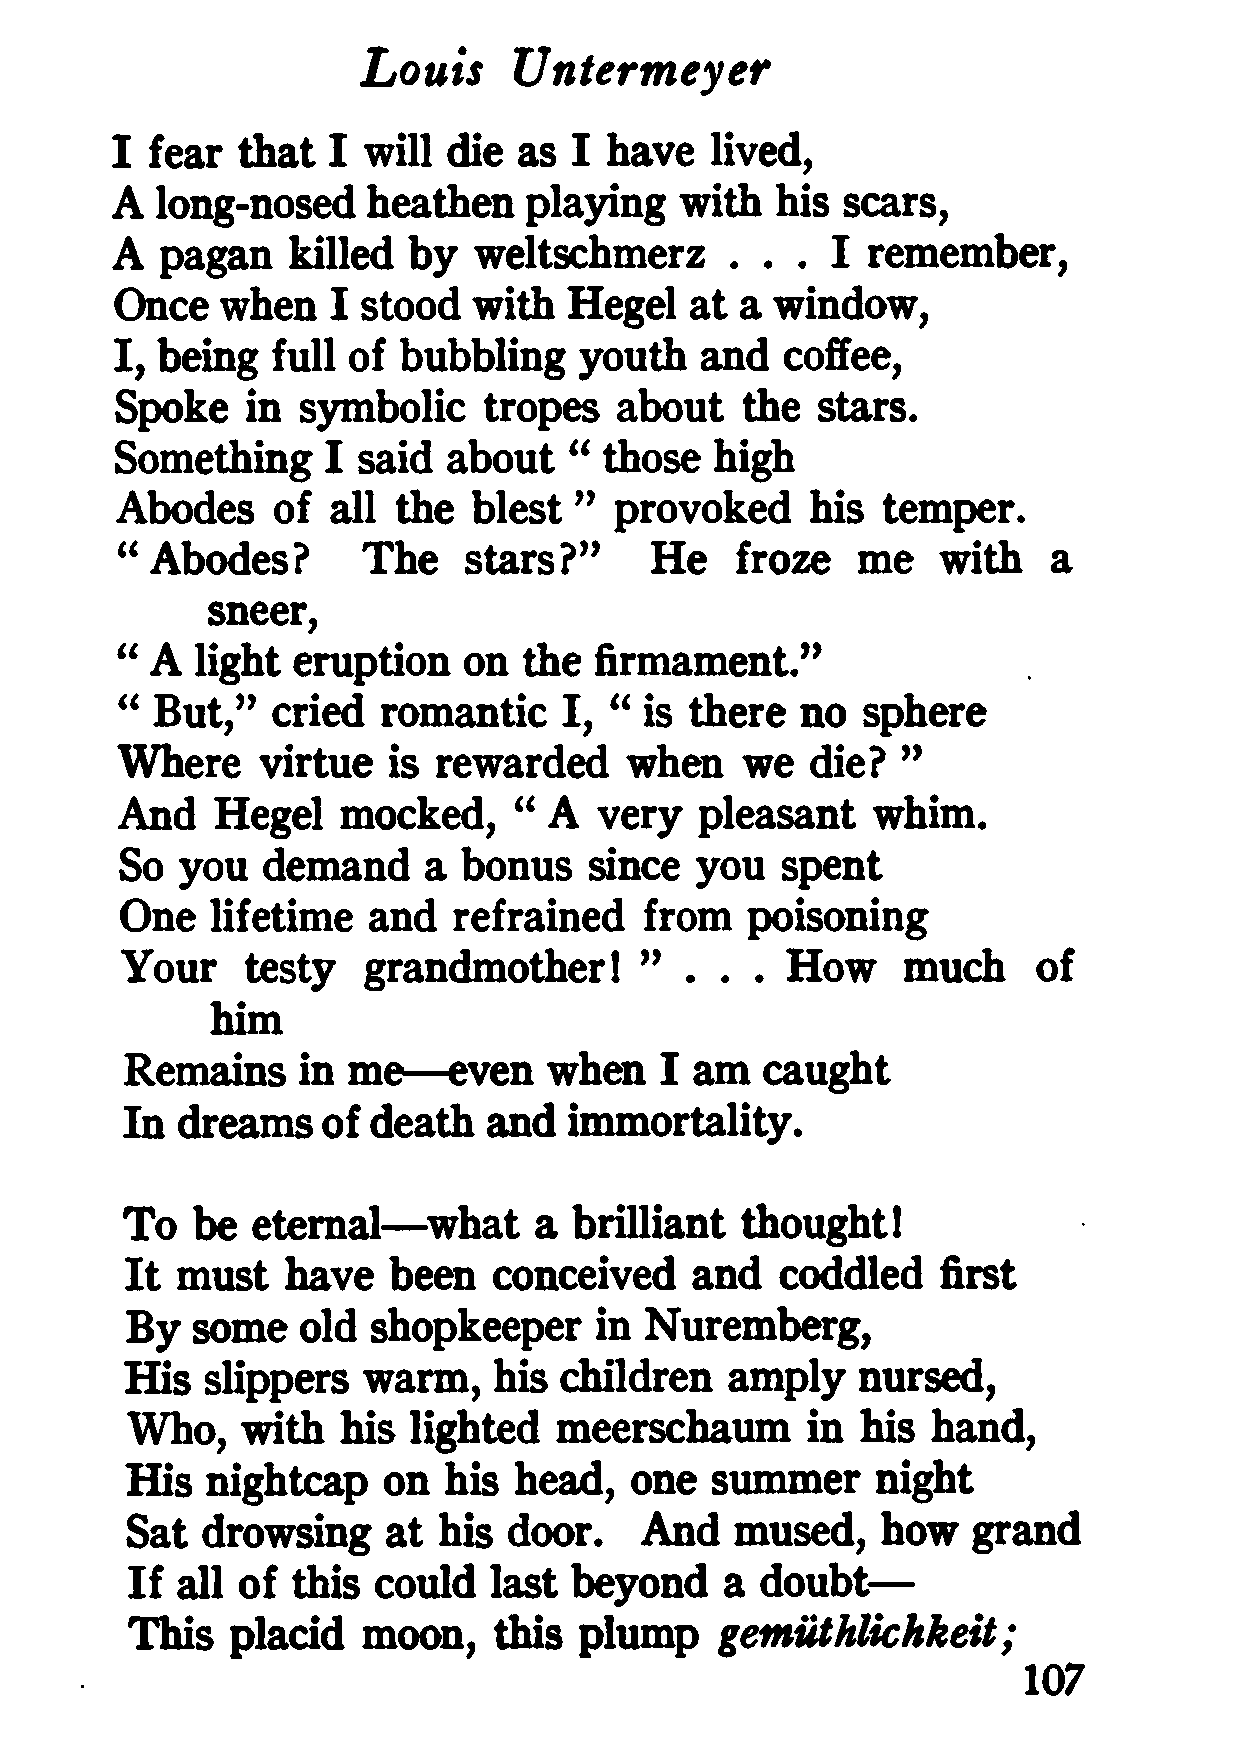 Louis Untermeyer
I fear that I will die as I have lived,
A long-nosed heathen playing with his scars,
A pagan killed by weltschmerz . . . I remember,
Once when I stood with Hegel at a window,
I, being full of bubbling youth and coffee,
Spoke in symbolic tropes about the stars.
Something I said about " those high
Abodes of all the blest " provoked his temper.
" Abodes? The stars?" He froze me with a
sneer,
" A light eruption on the firmament."
" But," cried romantic I, " is there no sphere
Where virtue is rewarded when we die? "
And Hegel mocked, " A very pleasant whim.
So you demand a bonus since you spent
One lifetime and refrained from poisoning
Your testy grandmother! " . . . How much of
him
Remains in me—even when I am caught
In dreams of death and immortality.

To be eternal—what a brilliant thought!
It must have been conceived and coddled first
By some old shopkeeper in Nuremberg,
His slippers warm, his children amply nursed,
Who, with his lighted meerschaum in his hand,
His nightcap on his head, one summer night
Sat drowsing at his door. And mused, how grand
If all of this could last beyond a doubt—
This placid moon, this plump gemüthlichkeit;
107